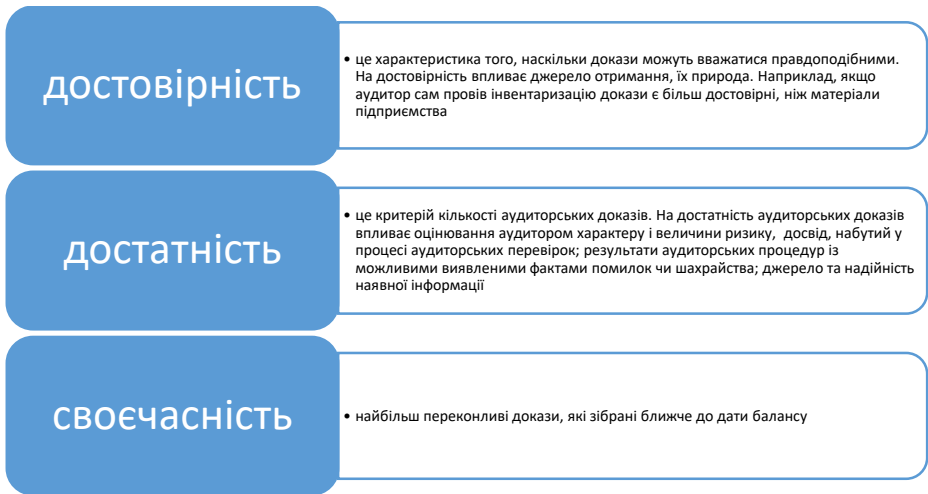 достовірність
• це характеристика того, наскільки докази можуть вважатися правдоподібними.
На достовірність впливає джерело отримання, їх природа. Наприклад, якщо
аудитор сам провів інвентаризацію докази є більш достовірні, ніж матеріали
підприємства
достатність
• це критерій кількості аудиторських доказів. На достатність аудиторських доказів
впливає оцінювання аудитором характеру і величини ризику, досвід, набутий у
процесі аудиторських перевірок; результати аудиторських процедур із
можливими виявленими фактами помилок чи шахрайства; джерело та надійність
наявної інформації
своєчасність
• найбільш переконливі докази, які зібрані ближче до дати балансу